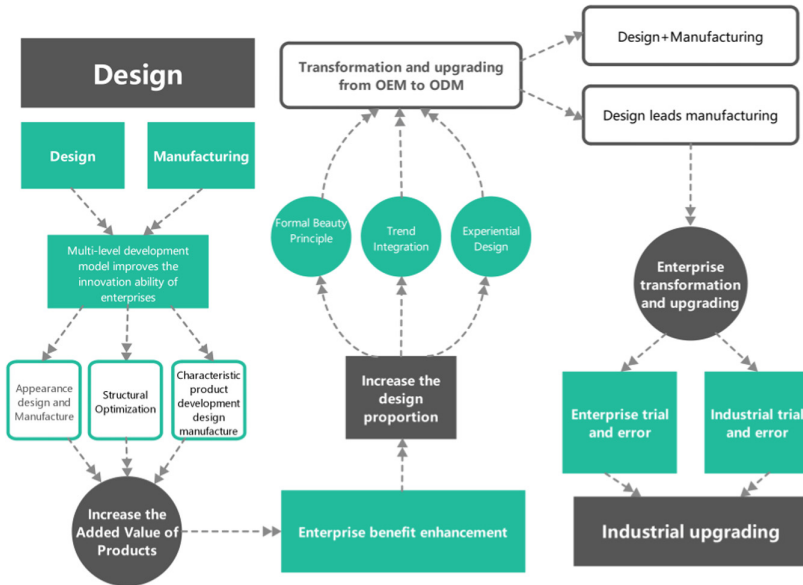 Design
Design
Manufacturing
Multi-level development
model improves the
innovation ability of
enterprises
Appearance
design and
Manufacture
Structural
Optimization
Characteristic
product
development
design
manufacture
Increase the
Added Value of
Products
Enterprise benefit enhancement
Increase the
design
proportion
Formal Beauty
Principle
Trend
Integration
Experiential
Design
Transformation and upgrading
from OEM to ODM
Design+Manufacturing
Design leads manufacturing
Enterprise
transformation
and upgrading
Enterprise trial
and error
Industrial trial
and error
Industrial upgrading